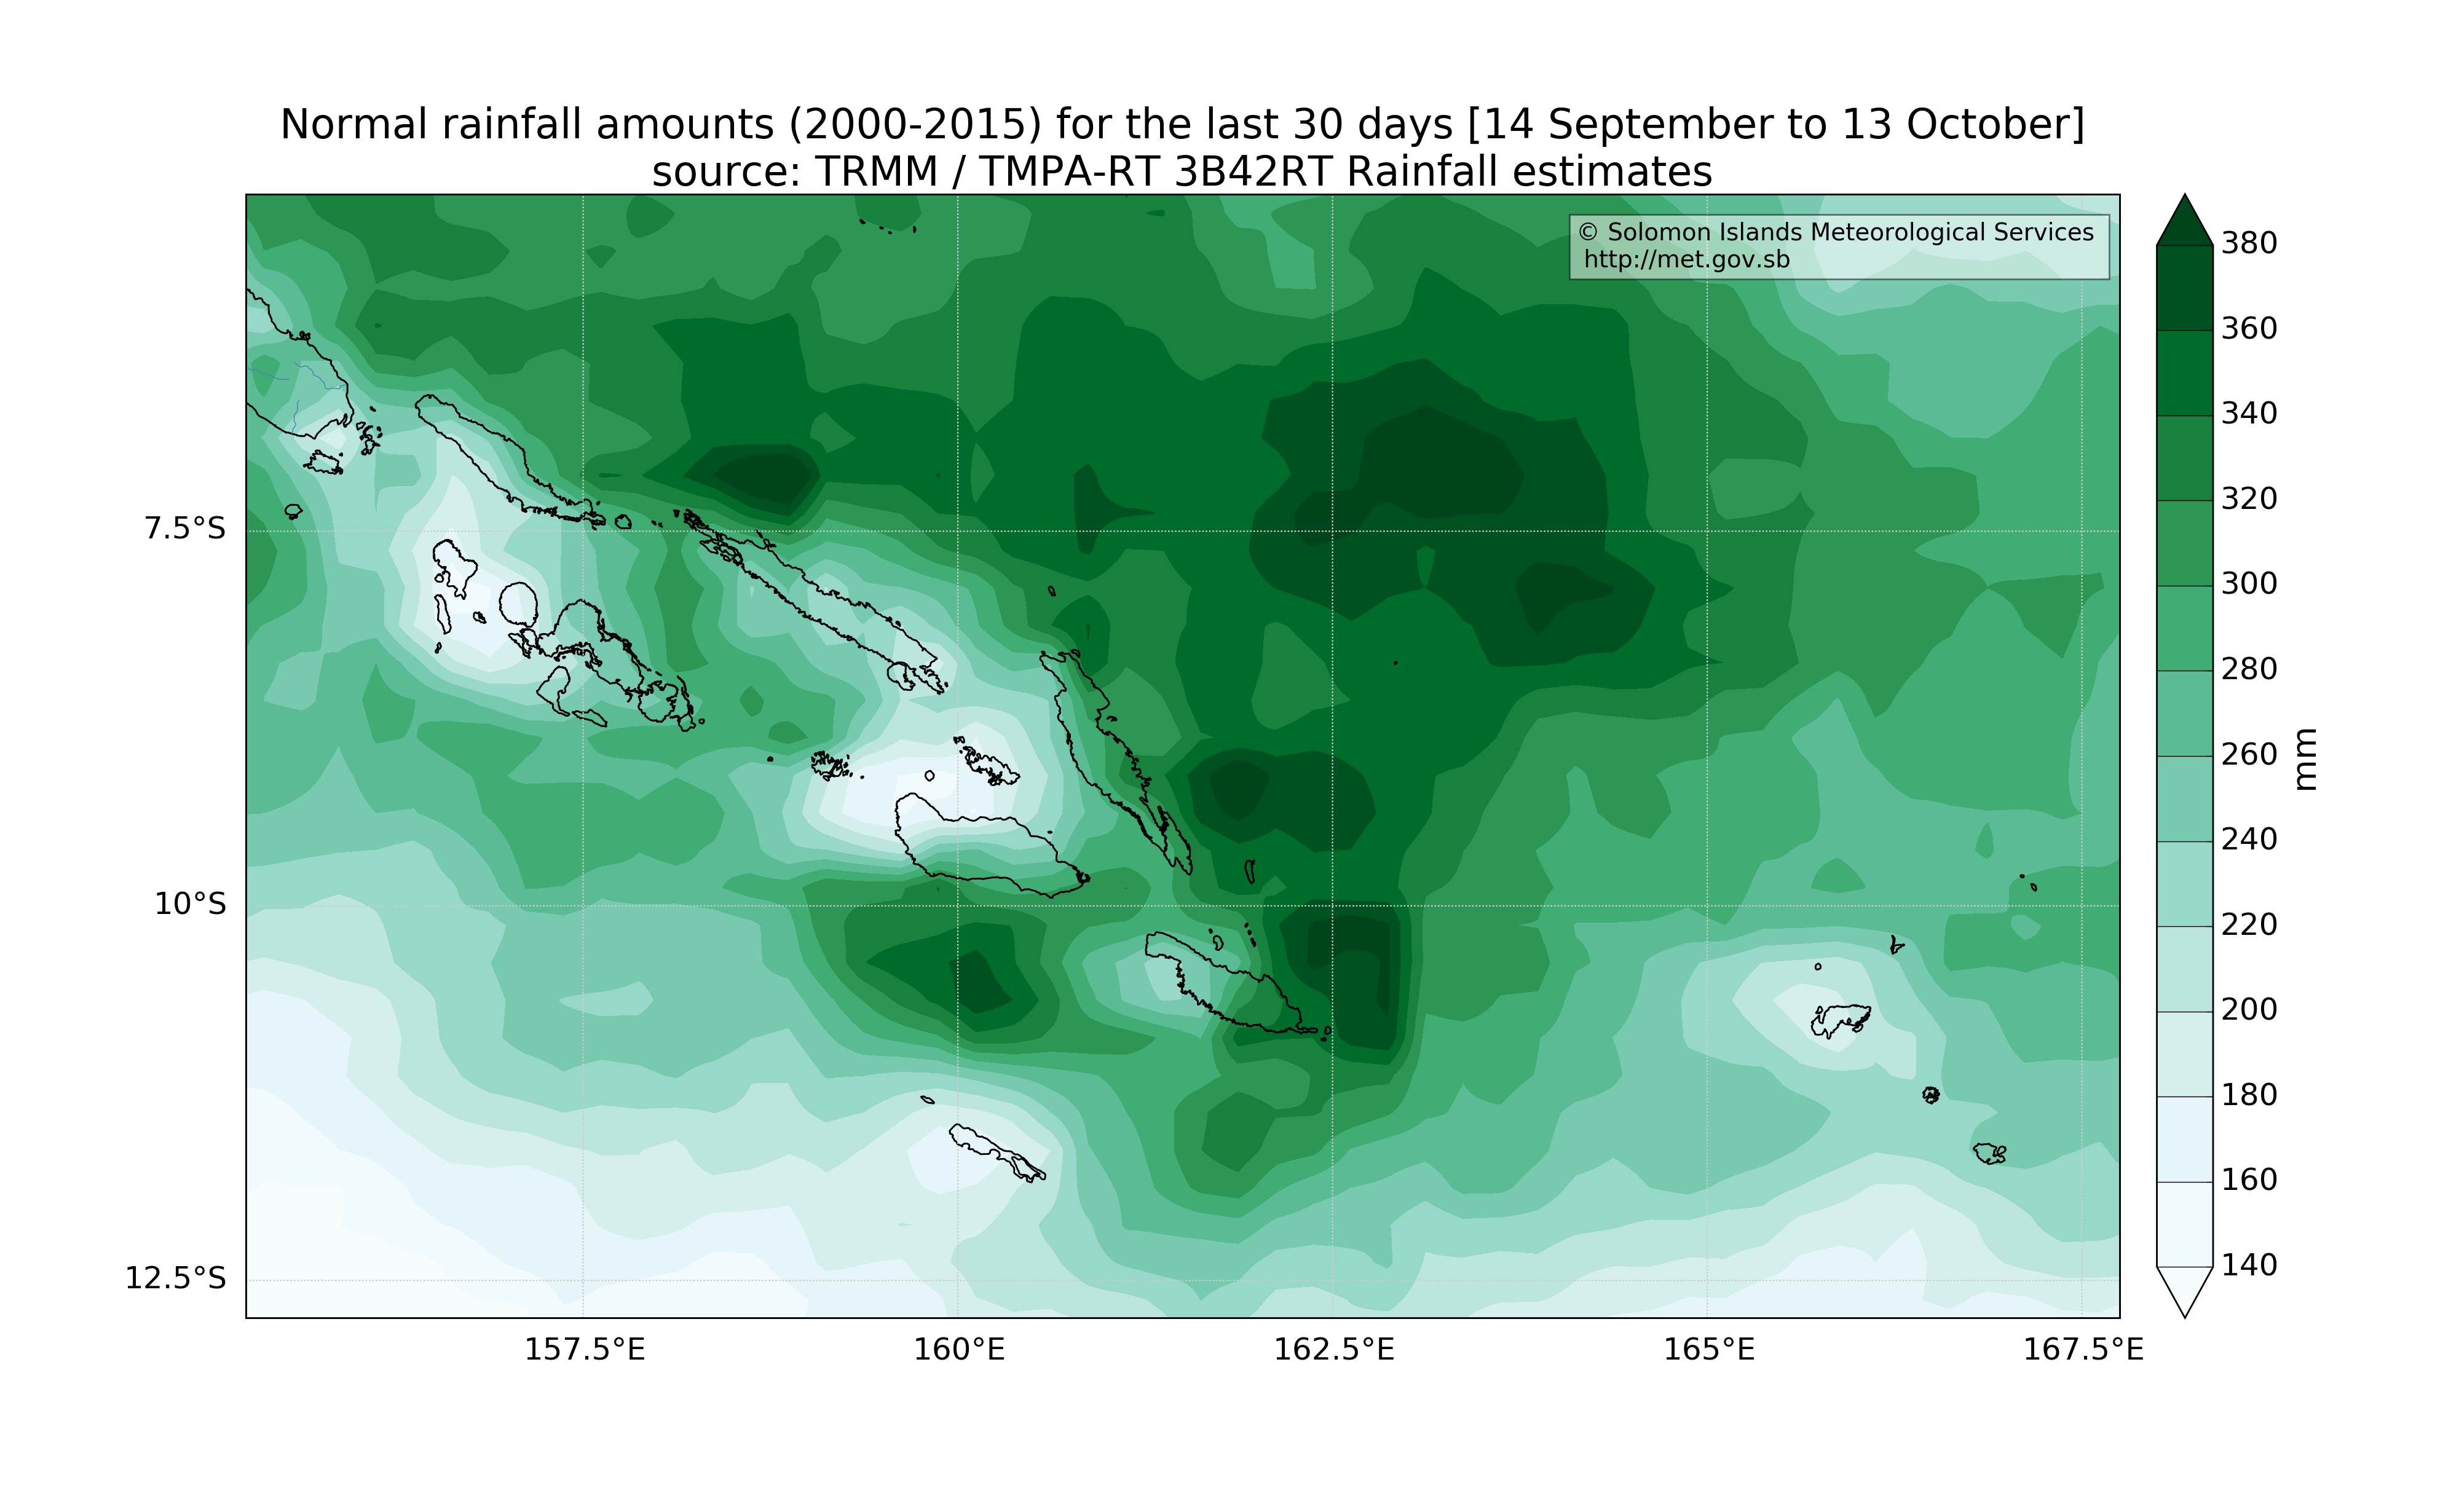 Normal rainfall amounts (2000-2015) for the last 30 days [14 September to 13 October]
source: TRMM / TMPA-RT 3B42RT Rainfall estimates
© Solomon Islands Meteorological Services
http://met.gov.sb
7.5°S
10°S
12.5°S
157.5°E
160°E
162.5°E
165°E
167.5°E
380
360
340
320
300
280
260
240
220
200
180
160
140
mm